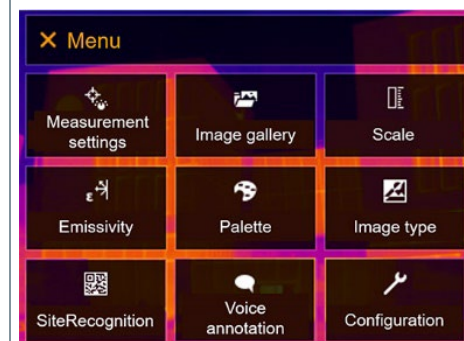 Menu
Measurement
settings
Image gallery
Scale
ε
Emissivity
Palette
Image type
SiteRecognition
Voice
annotation
Configuration